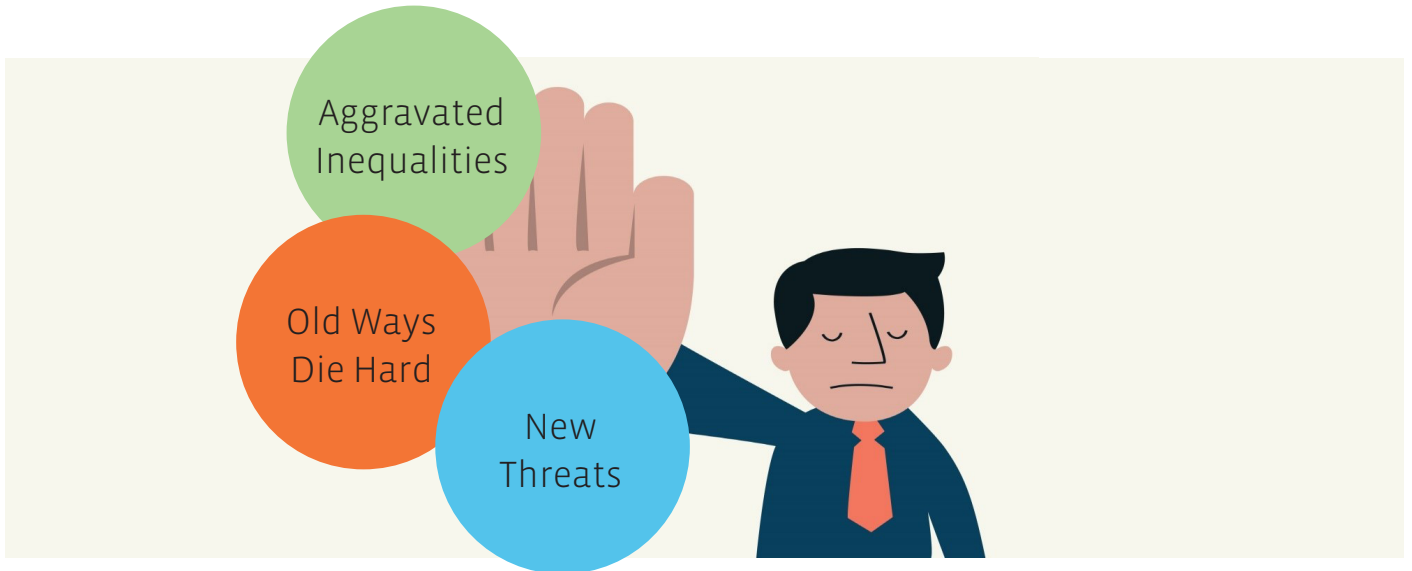 Aggravated
Inequalities
Old Ways
Die Hard
New
Threats